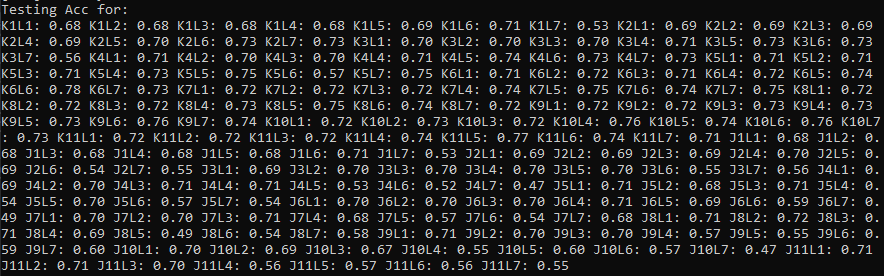 Testing Acc for:
K1L1: 0.68 K1L2: 0.68 K1L3: 0.68 K1L4: 0.68 K1L5: 0.69 K1L6: 0.71 K1L7: 0.53 K2L1: 0.69 K2L2: 0.69 K2L3: 0.69
K2L4: 0.69 K2L5: 0.70 K2L6: 0.73 K2L7: 0.73 K3L1: 0.70 K3L2: 0.70 K3L3: 0.70 K3L4: 0.71 K3L5: 0.73 K3L6: 0.73
K3L7: 0.56 K4L1: 0.71 K4L2: 0.70 K4L3: 0.70 K4L4: 0.71 K4L5: 0.74 K4L6: 0.73 K4L7: 0.73 K5L1: 0.71 K5L2: 0.71
K5L3: 0.71 K5L4: 0.73 K5L5: 0.75 K5L6: 0.57 K5L7: 0.75 K6L1: 0.71 K6L2: 0.72 K6L3: 0.71 K6L4: 0.72 K6L5: 0.74
K6L6: 0.78 K6L7: 0.73 K7L1: 0.72 K7L2: 0.72 K7L3: 0.72 K7L4: 0.74 K7L5: 0.75 K7L6: 0.74 K7L7: 0.75 K8L1: 0.72
K8L2: 0.72 K8L3: 0.72 K8L4: 0.73 K8L5: 0.75 K8L6: 0.74 K8L7: 0.72 K9L1: 0.72 K9L2: 0.72 K9L3: 0.73 K9L4: 0.73
K9L5: 0.73 K9L6: 0.76 K9L7: 0.74 K10L1: 0.72 K10L2: 0.73 K10L3: 0.72 K10L4: 0.76 K10L5: 0.74 K10L6: 0.76 K10L7
: 0.73 K11L1: 0.72 K11L2: 0.72 K11L3: 0.72 K11L4: 0.74 K11L5: 0.77 K11L6: 0.74 K11L7: 0.71 J1L1: 0.68 J1L2: 0.
68 J1L3: 0.68 J1L4: 0.68 J1L5: 0.68 J1L6: 0.71 J1L7: 0.53 J2L1: 0.69 J2L2: 0.69 J2L3: 0.69 J2L4: 0.70 J2L5: 0.
69 J2L6: 0.54 J2L7: 0.55 J3L1: 0.69 J3L2: 0.70 J3L3: 0.70 J3L4: 0.70 J3L5: 0.70 J3L6: 0.55 J3L7: 0.56 J4L1: 0.
69 J4L2: 0.70 J4L3: 0.71 J4L4: 0.71 J4L5: 0.53 J4L6: 0.52 J4L7: 0.47 J5L1: 0.71 J5L2: 0.68 J5L3: 0.71 J5L4: 0.
70 J5L5: 0.70 J5L6: 0.57 J5L7: 0.54 J6L1: 0.70 J6L2: 0.70 J6L3: 0.70 J6L4: 0.71 J6L5: 0.69 J6L6: 0.59 J6L7: 0.
49 J7L1: 0.70 J7L2: 0.70 J7L3: 0.71 J7L4: 0.68 J7L5: 0.57 J7L6: 0.54 J7L7: 0.68 J8L1: 0.71 J8L2: 0.72 J8L3: 0.
71 J8L4: 0.69 J8L5: 0.49 J8L6: 0.54 J8L7: 0.58 J9L1: 0.71 J9L2: 0.70 J9L3: 0.70 J9L4: 0.57 J9L5: 0.55 J9L6: 0.
59 J9L7: 0.60 J10L1: 0.70 J10L2: 0.69 J10L3: 0.67 J10L4: 0.55 J10L5: 0.60 J10L6: 0.57 J10L7: 0.47 J11L1: 0.71
J11L2: 0.71 J11L3: 0.70 J11L4: 0.56 J11L5: 0.57 J11L6: 0.56 J11L7: 0.55